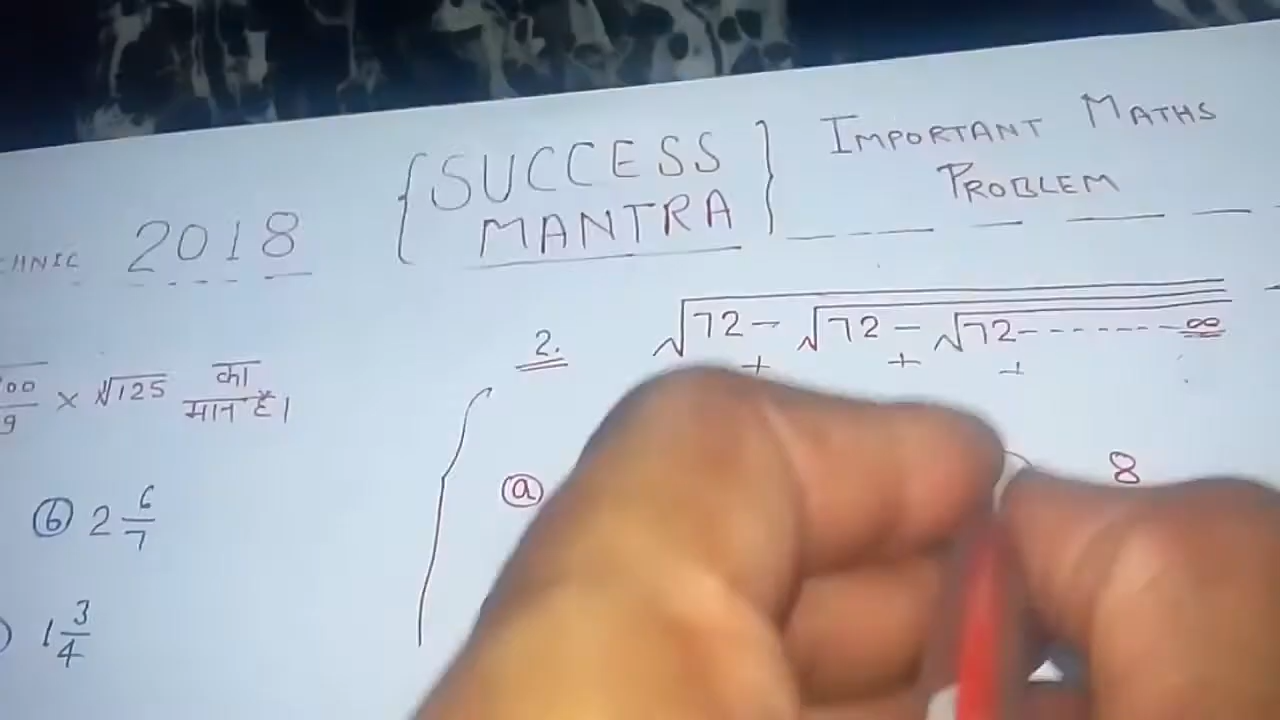 2018
{SUCCESS
MANTRA}
IMPORTANT MATHS
PROBLEM
× ∛125 का
मान है।
ⓑ 2 6/7
1 3/4
2. √72- √72- √72-------∞
+ + +
ⓐ
8